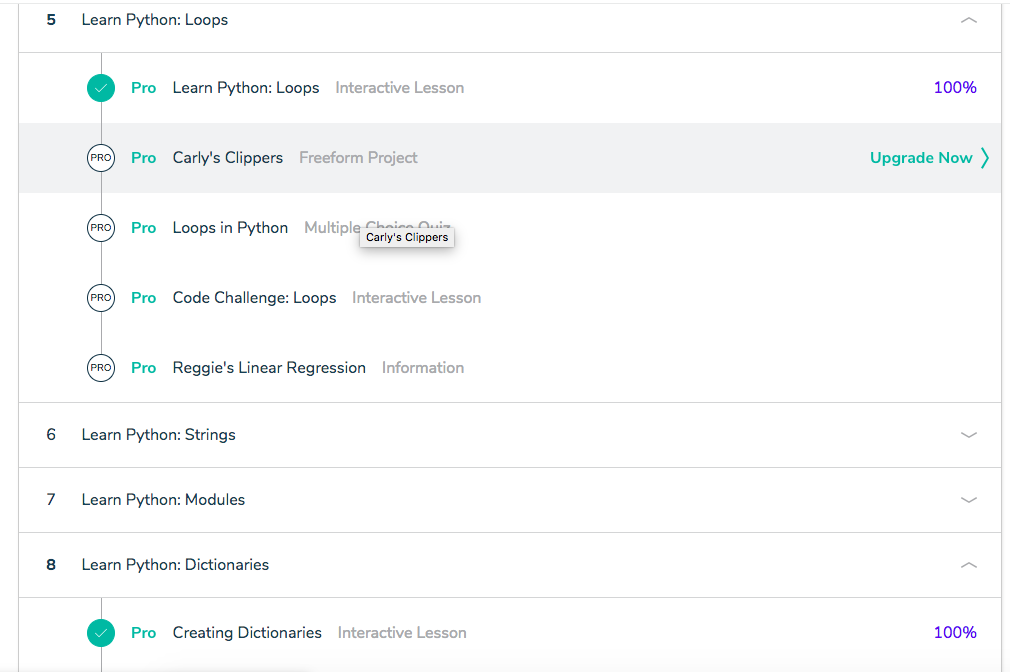 5 Learn Python: Loops
Pro Learn Python: Loops Interactive Lesson 100%
PRO Pro Carly's Clippers Freeform Project Upgrade Now
PRO Pro Loops in Python Multiple Choice Quiz
Carly's Clippers
PRO Pro Code Challenge: Loops Interactive Lesson
PRO Pro Reggie's Linear Regression Information
6 Learn Python: Strings
7 Learn Python: Modules
8 Learn Python: Dictionaries
Pro Creating Dictionaries Interactive Lesson 100%